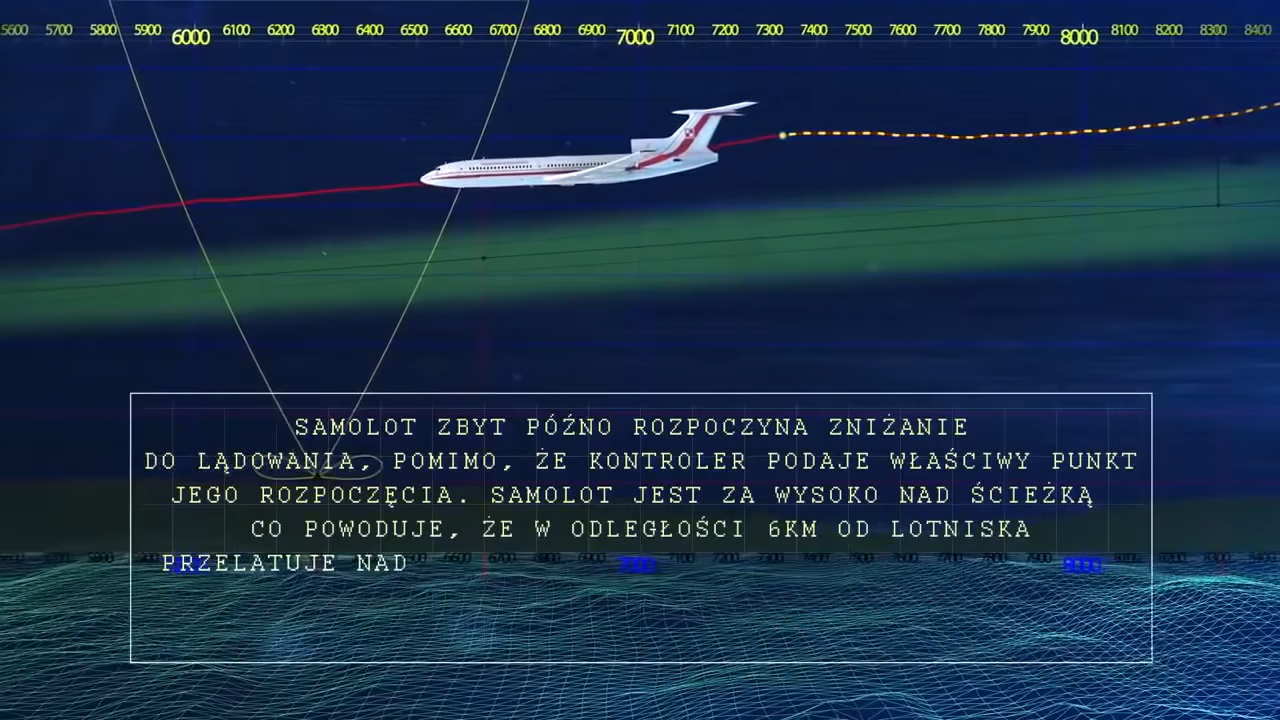 5600 5700 5800 5900 6000 6100 6200 6300 6400 6500 6600 6700 6800 6900 7000 7100 7200 7300 7400 7500 7600 7700 7800 7900 8000 8100 8200 8300 8400
SAMOLOT ZBYT PÓŹNO ROZPOCZYNA ZNIŻANIE
DO LĄDOWANIA, POMIMO, ŻE KONTROLER PODAJE WŁAŚCIWY PUNKT
JEGO ROZPOCZĘCIA. SAMOLOT JEST ZA WYSOKO NAD ŚCIEŻKĄ
CO POWODUJE, ŻE W ODLEGŁOŚCI 6KM OD LOTNISKA
PRZELATUJE NAD
7000 8000